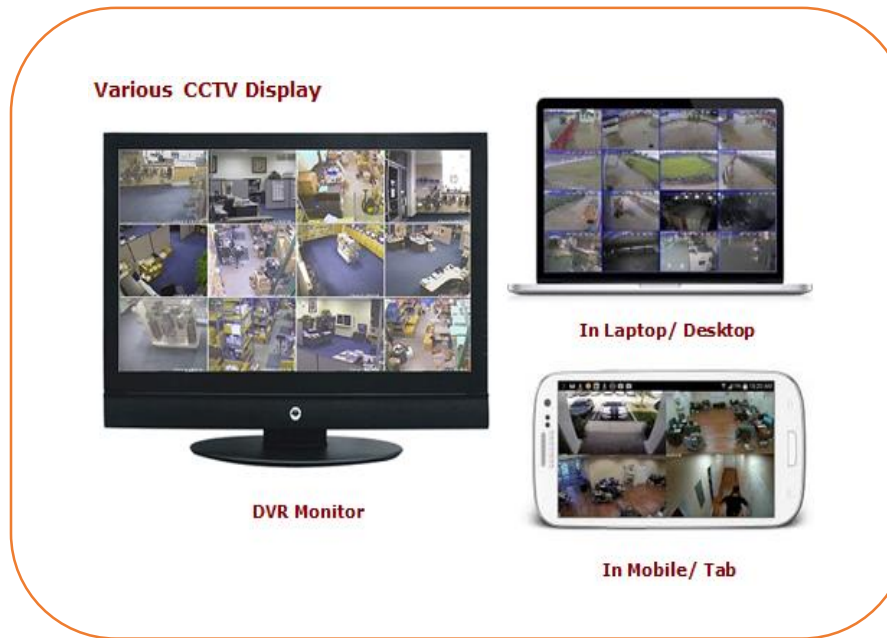 Various CCTV Display
In Laptop/ Desktop
DVR Monitor
In Mobile/ Tab